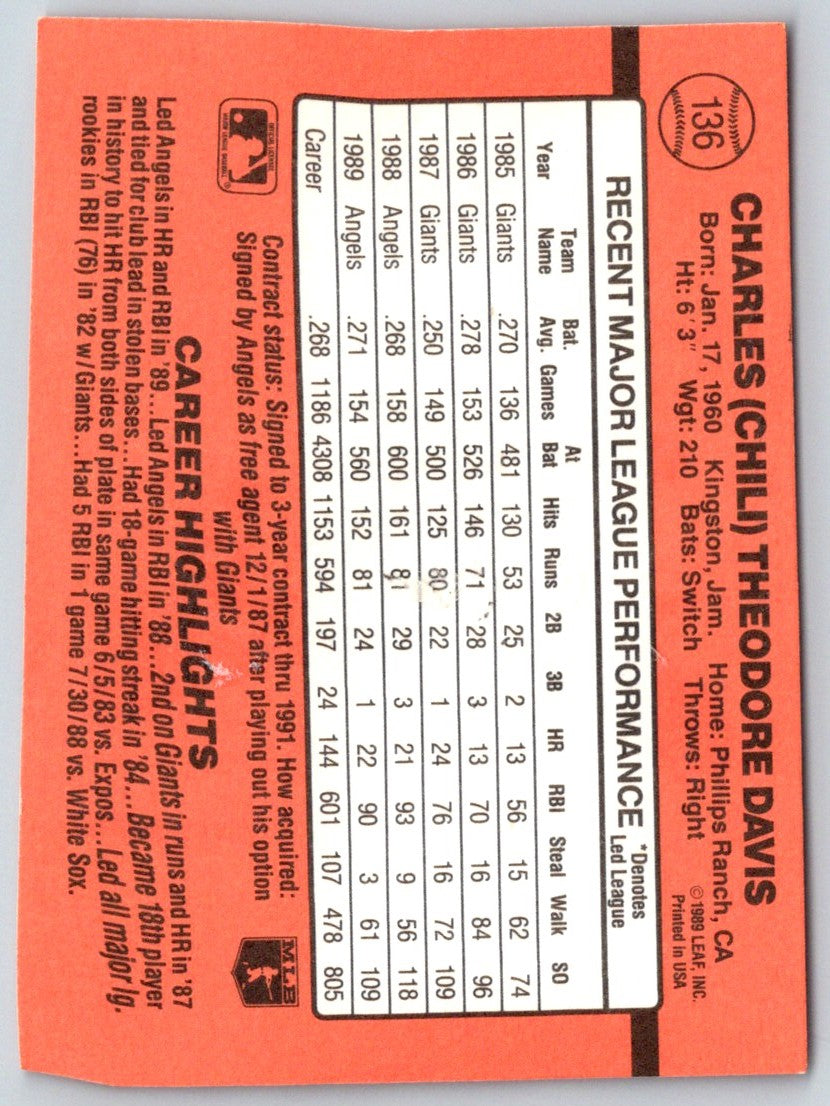 136
CHARLES (CHILI) THEODORE DAVIS
Born: Jan. 17, 1960 Kingston, Jam. Home: Phillips Ranch, CA
Ht: 6'3" Wgt: 210 Bats: Switch Throws: Right
©1989 LEAF, INC.
Printed in USA
RECENT MAJOR LEAGUE PERFORMANCE
*Denotes
Led League
Year Team Name Bat. Avg. Games At Bat Hits Runs 2B 3B HR RBI Steal Walk SO
1985 Giants .270 136 481 130 53 25 2 13 56 15 62 74
1986 Giants .278 153 526 146 71 28 3 13 70 16 84 96
1987 Giants .250 149 500 125 80 22 1 24 76 16 72 109
1988 Angels .268 158 600 161 81 29 3 21 93 9 56 118
1989 Angels .271 154 560 152 81 24 1 22 90 3 61 109
Career .268 1186 4308 1153 594 197 24 144 601 107 478 805
OFFICIAL LICENSEE
MAJOR LEAGUE BASEBALL
Contract status: Signed to 3-year contract thru 1991. How acquired:
Signed by Angels as free agent 12/1/87 after playing out his option
with Giants
MLB
CAREER HIGHLIGHTS
Led Angels in HR and RBI in '89...Led Angels in RBI in '88...2nd on Giants in runs and HR in '87
and tied for club lead in stolen bases...Had 18-game hitting streak in '84...Became 18th player
in history to hit HR from both sides of plate in same game 6/5/83 vs. Expos...Led all major lg.
rookies in RBI (76) in '82 w/Giants...Had 5 RBI in 1 game 7/30/88 vs. White Sox.